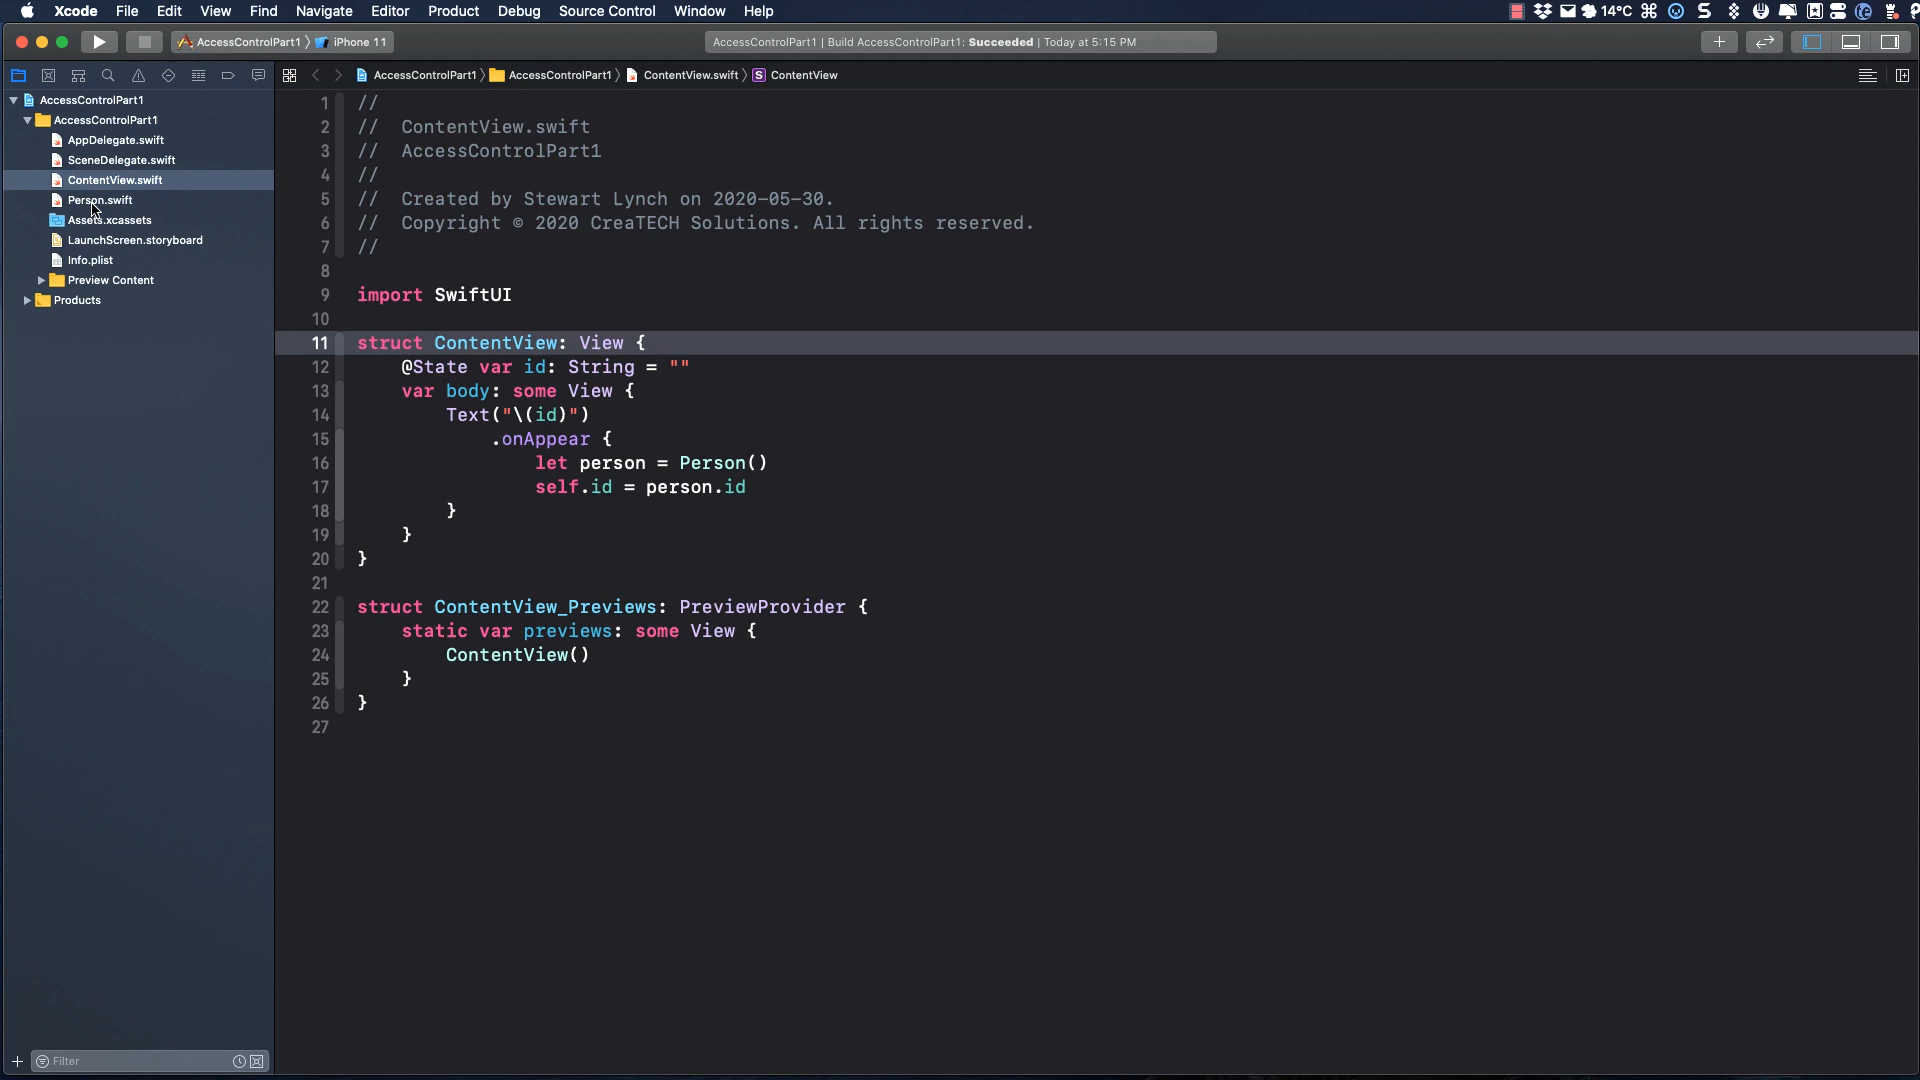 Xcode File Edit View Find Navigate Editor Product Debug Source Control Window Help 14°C
AccessControlPart1 iPhone 11 AccessControlPart1 | Build AccessControlPart1: Succeeded | Today at 5:15 PM
AccessControlPart1 AccessControlPart1 ContentView.swift S ContentView
AccessControlPart1
AccessControlPart1
AppDelegate.swift
SceneDelegate.swift
ContentView.swift
Person.swift
Assets.xcassets
LaunchScreen.storyboard
Info.plist
Preview Content
Products
Filter
1 //
2 // ContentView.swift
3 // AccessControlPart1
4 //
5 // Created by Stewart Lynch on 2020-05-30.
6 // Copyright © 2020 CreaTECH Solutions. All rights reserved.
7 //
8
9 import SwiftUI
10
11 struct ContentView: View {
12 @State var id: String = ""
13 var body: some View {
14 Text("\(id)")
15 .onAppear {
16 let person = Person()
17 self.id = person.id
18 }
19 }
20 }
21
22 struct ContentView_Previews: PreviewProvider {
23 static var previews: some View {
24 ContentView()
25 }
26 }
27